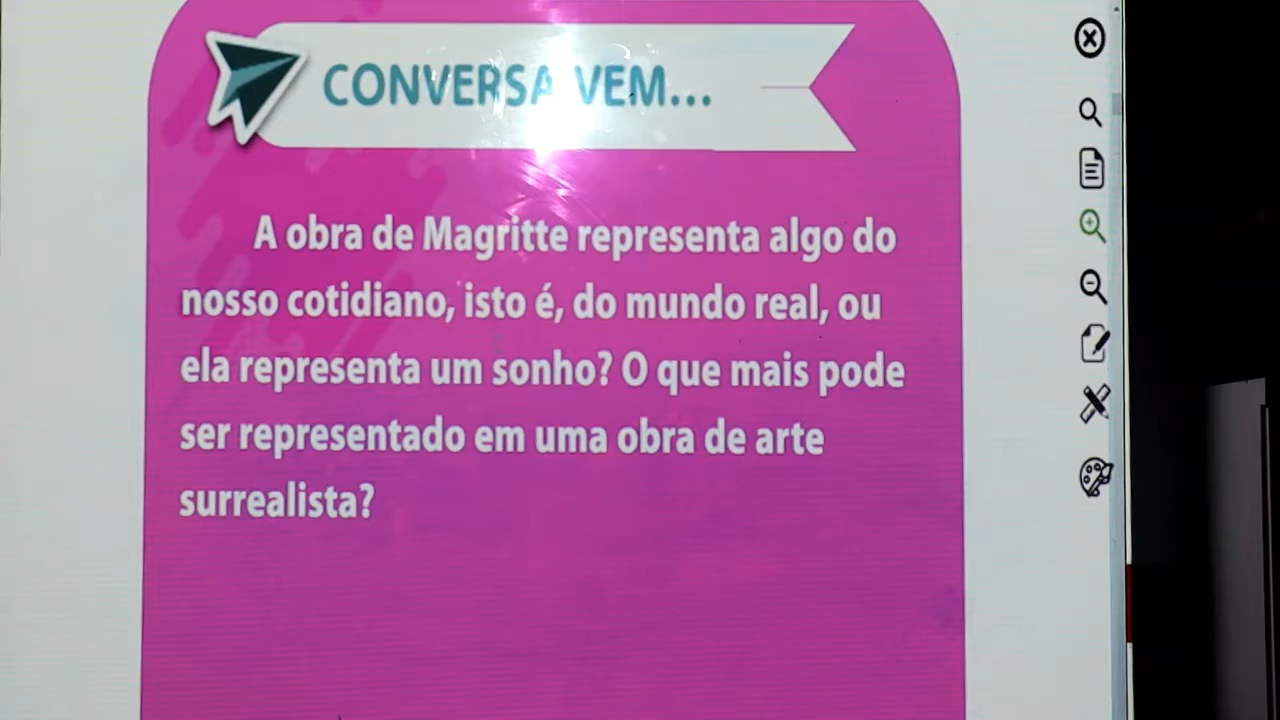 CONVERSA VEM...
A obra de Magritte representa algo do
nosso cotidiano, isto é, do mundo real, ou
ela representa um sonho? O que mais pode
ser representado em uma obra de arte
surrealista?